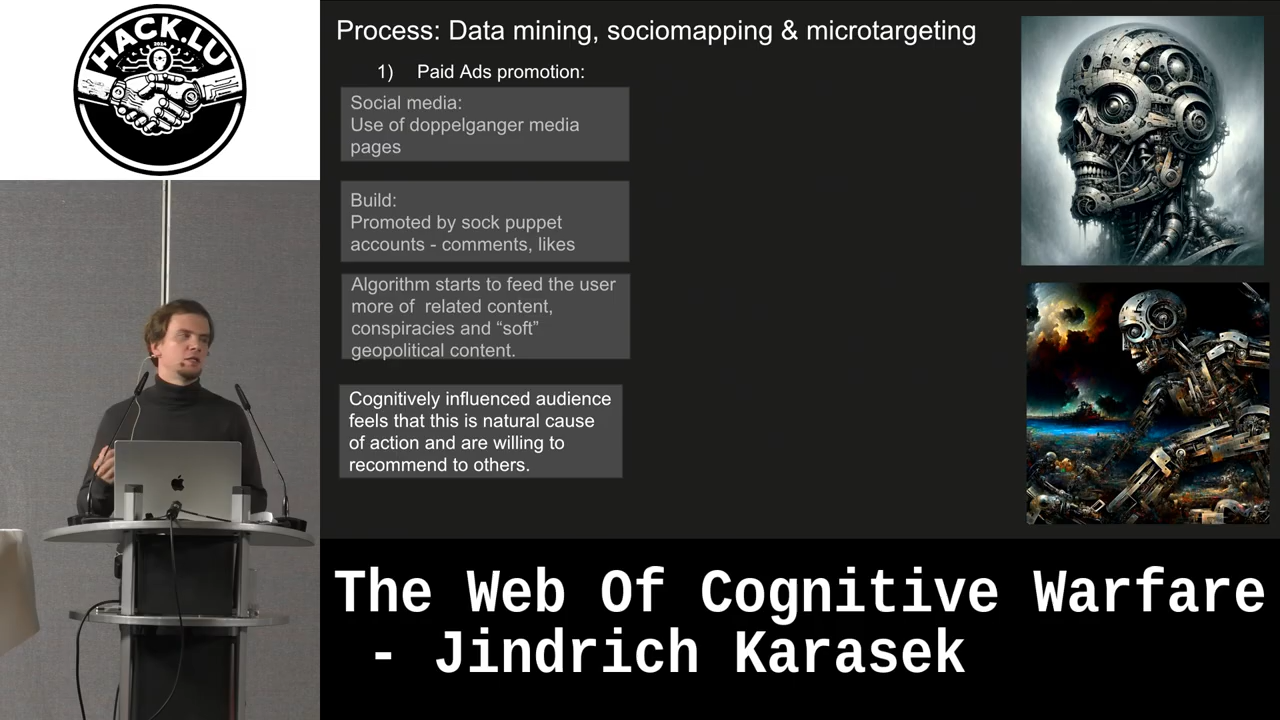 HACK.LU
2024
Process: Data mining, sociomapping & microtargeting
1) Paid Ads promotion:
Social media:
Use of doppelganger media
pages
Build:
Promoted by sock puppet
accounts - comments, likes
Algorithm starts to feed the user
more of related content,
conspiracies and “soft”
geopolitical content.
Cognitively influenced audience
feels that this is natural cause
of action and are willing to
recommend to others.
The Web Of Cognitive Warfare
- Jindrich Karasek